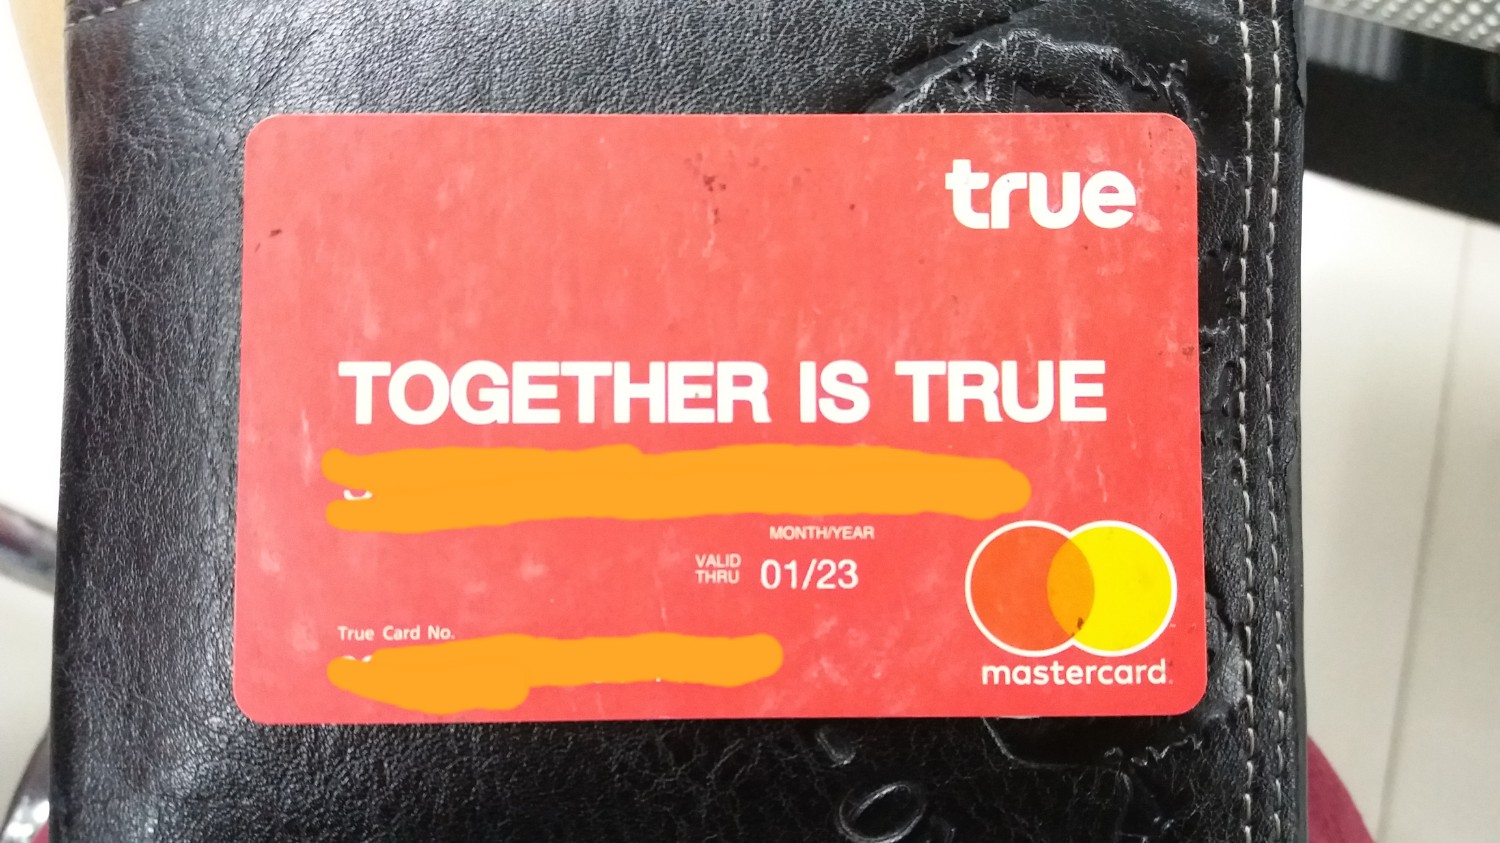 true
TOGETHER IS TRUE
MONTH/YEAR
VALID THRU 01/23
True Card No.
mastercard